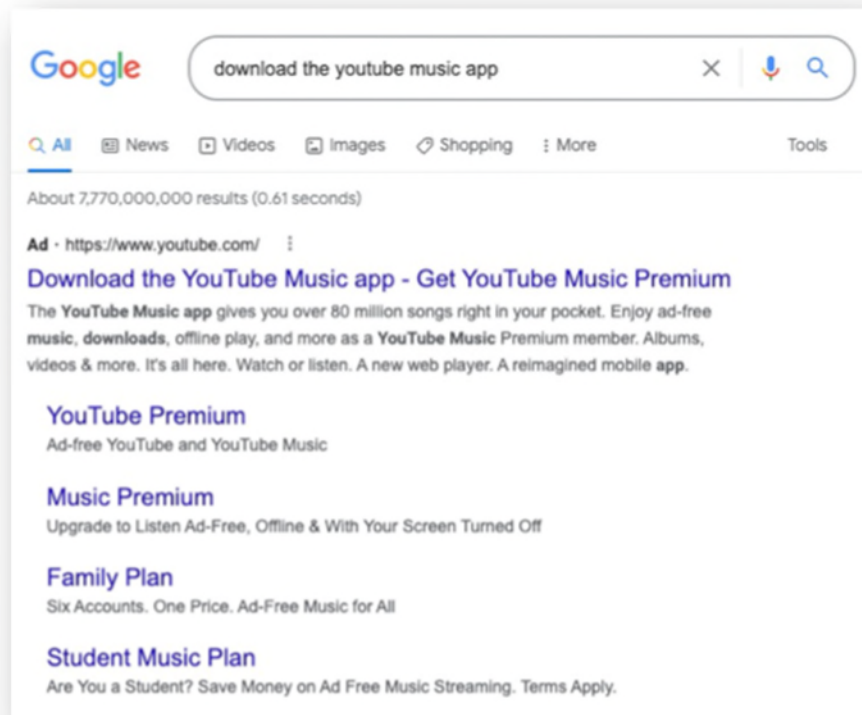 Google
download the youtube music app
All News Videos Images Shopping More Tools
About 7,770,000,000 results (0.61 seconds)
Ad · https://www.youtube.com/
Download the YouTube Music app - Get YouTube Music Premium
The YouTube Music app gives you over 80 million songs right in your pocket. Enjoy ad-free
music, downloads, offline play, and more as a YouTube Music Premium member. Albums,
videos & more. It's all here. Watch or listen. A new web player. A reimagined mobile app.
YouTube Premium
Ad-free YouTube and YouTube Music
Music Premium
Upgrade to Listen Ad-Free, Offline & With Your Screen Turned Off
Family Plan
Six Accounts. One Price. Ad-Free Music for All
Student Music Plan
Are You a Student? Save Money on Ad Free Music Streaming. Terms Apply.